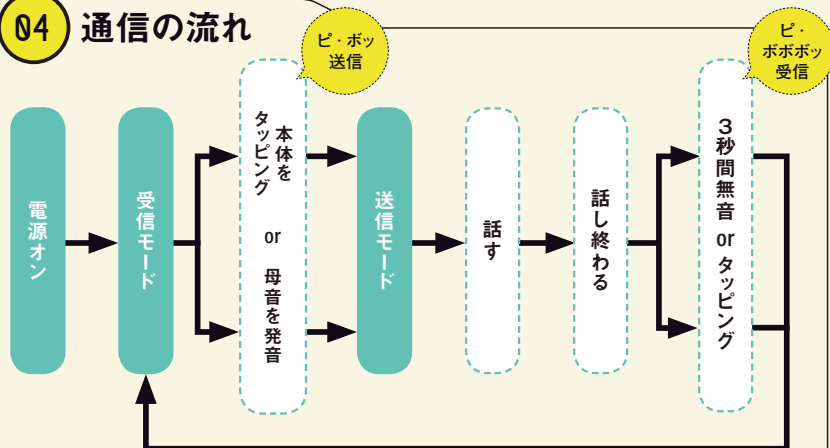 04 通信の流れ
ピ・ボッ
送信
ピ・
ボボボッ
受信
電源オン
受信モード
本体を
タッピング
or
母音を発音
送信モード
話す
話し終わる
3秒間無音 or タッピング